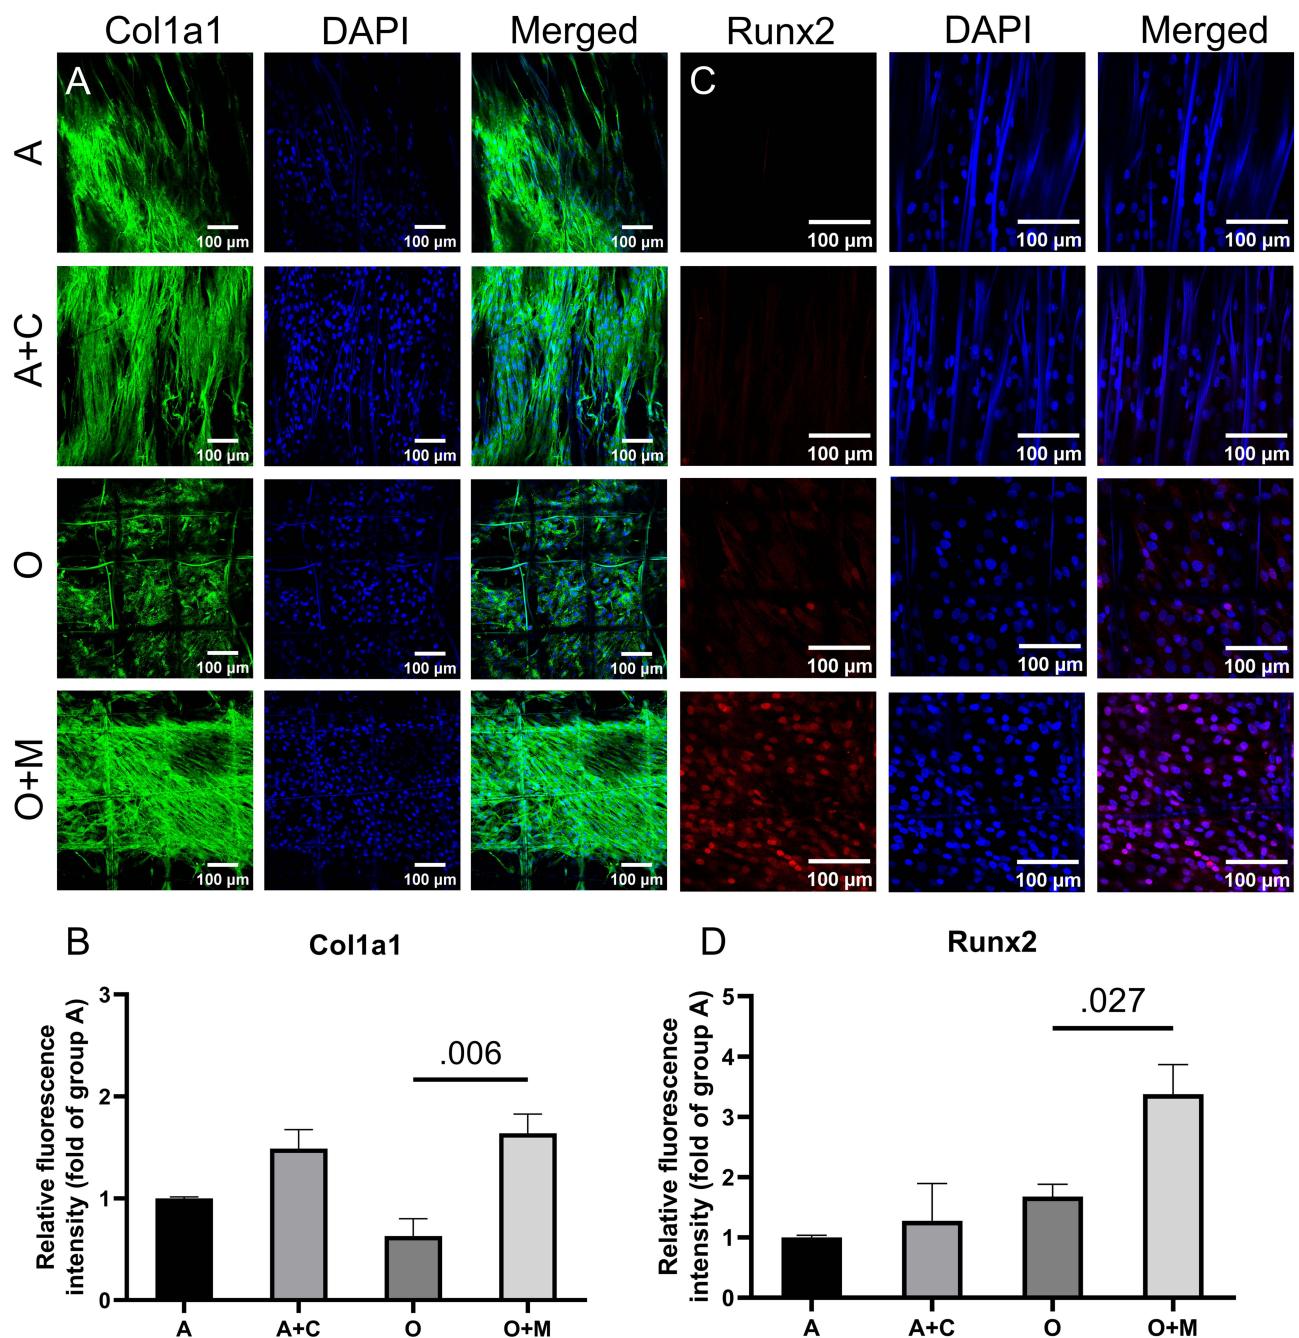 Col1a1 DAPI Merged Runx2 DAPI Merged
A C
A
100 µm 100 µm 100 µm 100 µm 100 µm 100 µm
A+C
100 µm 100 µm 100 µm 100 µm 100 µm 100 µm
O
100 µm 100 µm 100 µm 100 µm 100 µm 100 µm
O+M
100 µm 100 µm 100 µm 100 µm 100 µm 100 µm
B
Col1a1
Relative fluorescence
intensity (fold of group A)
3
2
1
0
.006
A A+C O O+M
D
Runx2
Relative fluorescence
intensity (fold of group A)
5
4
3
2
1
0
.027
A A+C O O+M